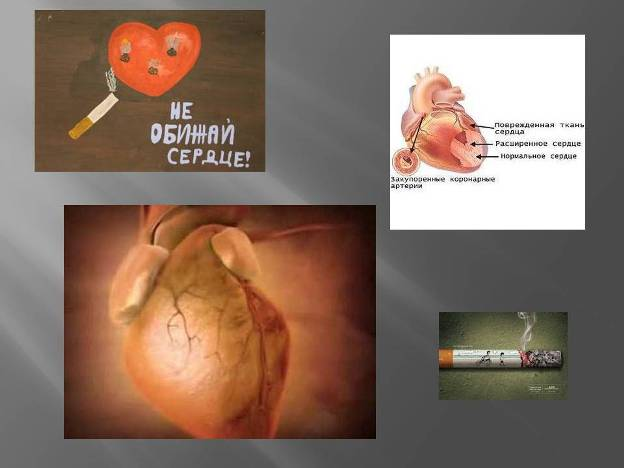 НЕ
ОБИЖАЙ
СЕРДЦЕ!
Поврежденная ткань
сердца
Расширенное сердце
Нормальное сердце
Закупоренные коронарные
артерии